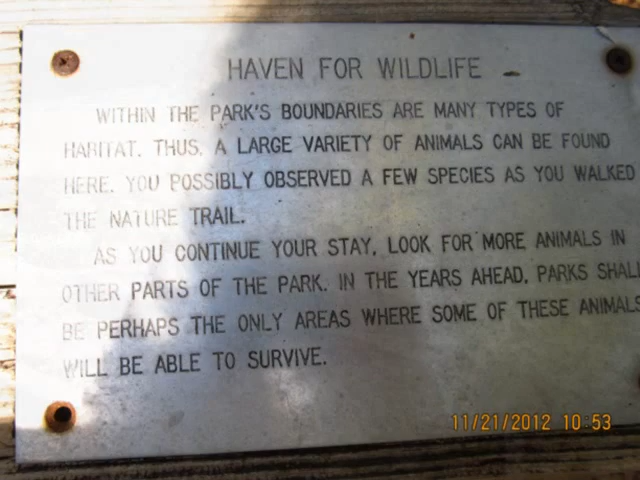 HAVEN FOR WILDLIFE
WITHIN THE PARK'S BOUNDARIES ARE MANY TYPES OF
HABITAT. THUS, A LARGE VARIETY OF ANIMALS CAN BE FOUND
HERE. YOU POSSIBLY OBSERVED A FEW SPECIES AS YOU WALKED
THE NATURE TRAIL.
AS YOU CONTINUE YOUR STAY, LOOK FOR MORE ANIMALS IN
OTHER PARTS OF THE PARK. IN THE YEARS AHEAD, PARKS SHALL
BE PERHAPS THE ONLY AREAS WHERE SOME OF THESE ANIMALS
WILL BE ABLE TO SURVIVE.
11/21/2012 10:53